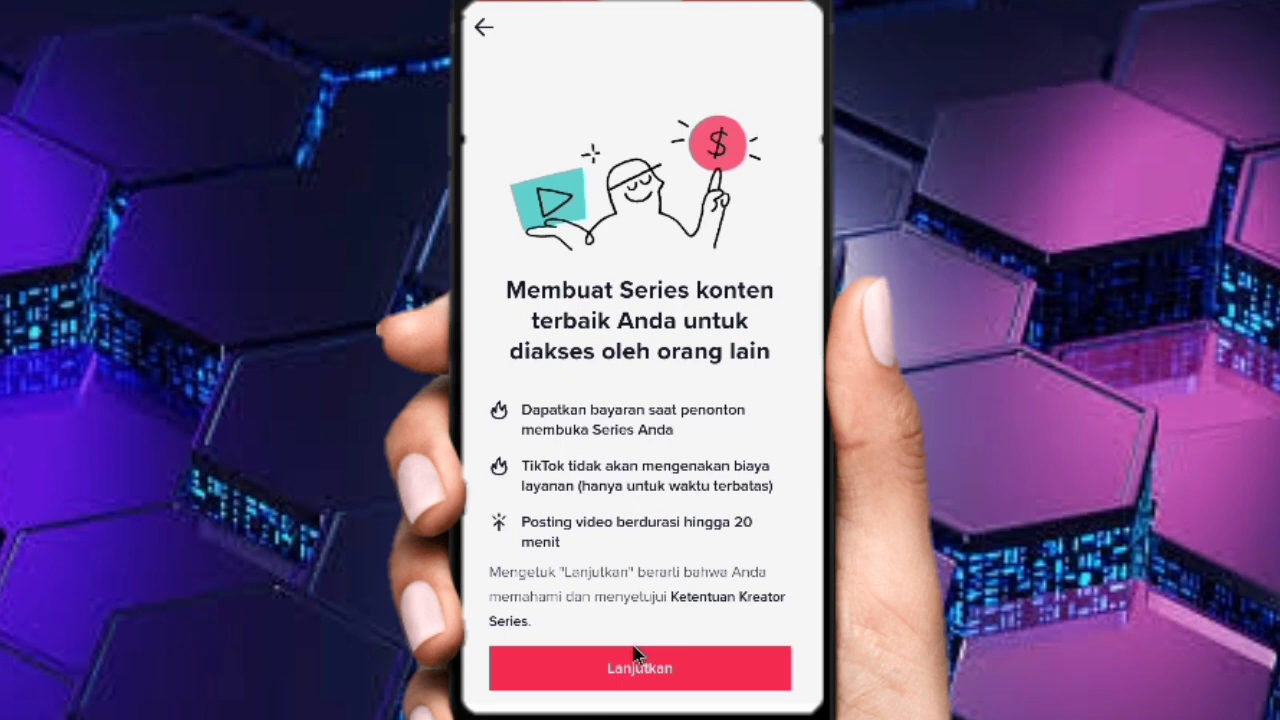 $
Membuat Series konten
terbaik Anda untuk
diakses oleh orang lain
Dapatkan bayaran saat penonton
membuka Series Anda
TikTok tidak akan mengenakan biaya
layanan (hanya untuk waktu terbatas)
Posting video berdurasi hingga 20
menit
Mengetuk "Lanjutkan" berarti bahwa Anda
memahami dan menyetujui Ketentuan Kreator
Series.
Lanjutkan